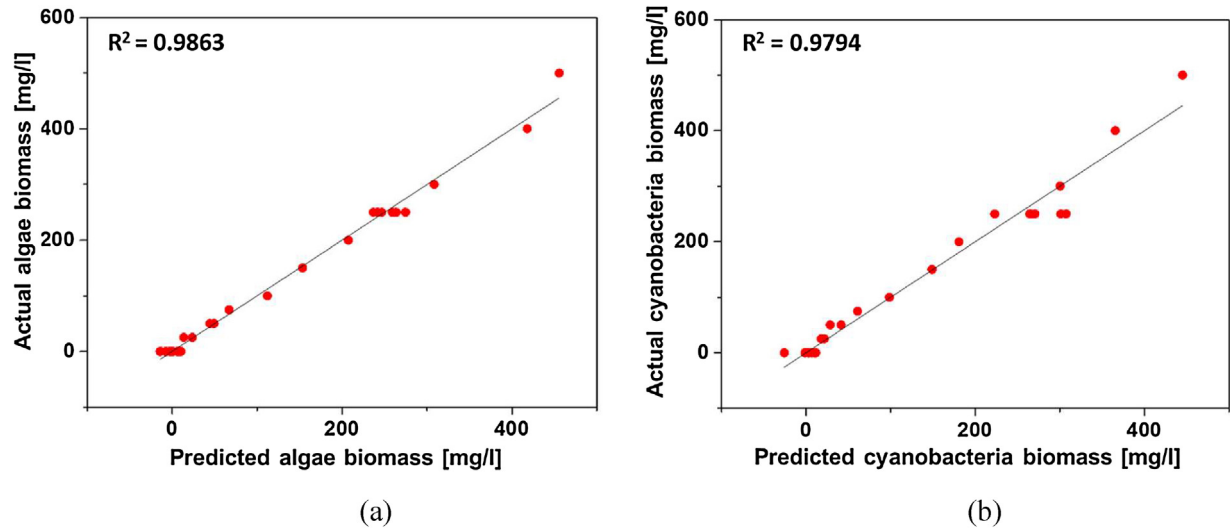 R² = 0.9863
Actual algae biomass [mg/l]
600
400
200
0
0
200
400
Predicted algae biomass [mg/l]
(a)
R² = 0.9794
Actual cyanobacteria biomass [mg/l]
600
400
200
0
0
200
400
Predicted cyanobacteria biomass [mg/l]
(b)